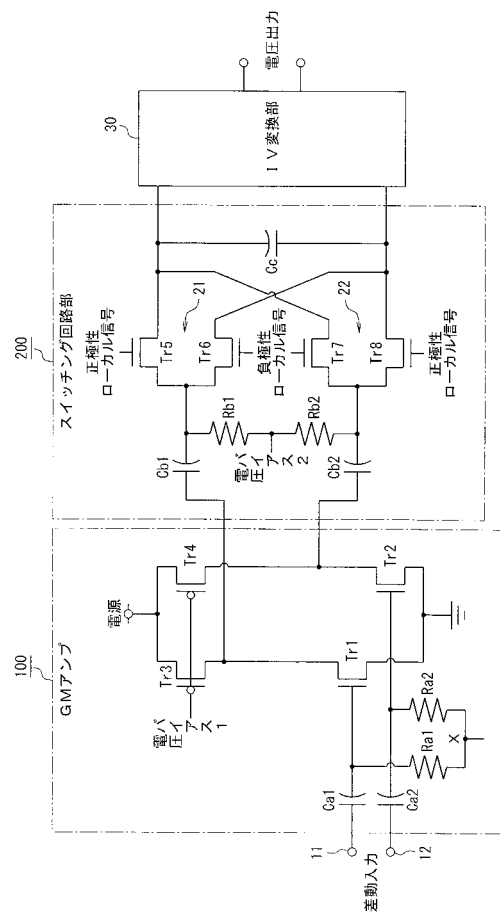 100
GMアンプ
電源
Tr3
Tr4
バイアス
電圧1
Tr1
Tr2
Ca1
Ca2
Ra1
Ra2
X
11
12
差動入力
200
スイッチング回路部
正極性
ローカル信号
Tr5
21
Tr6
負極性
ローカル信号
Tr7
22
Tr8
正極性
ローカル信号
Cb1
Rb1
バイアス
電圧2
Rb2
Cb2
Cc
30
IV変換部
電圧出力